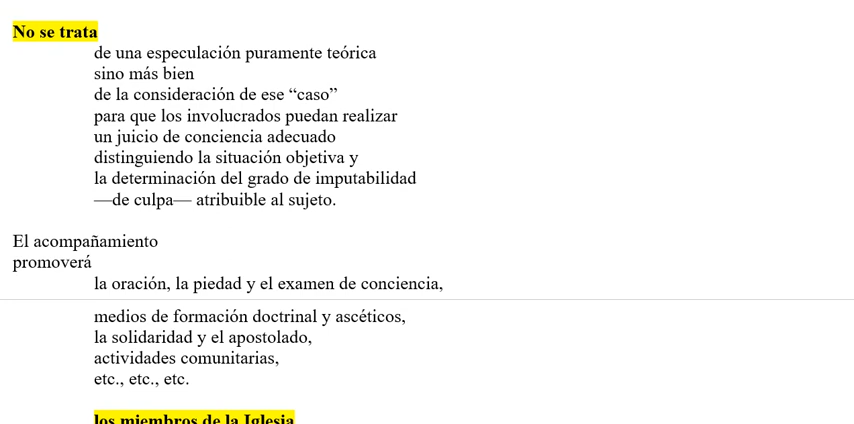 No se trata
de una especulación puramente teórica
sino más bien
de la consideración de ese “caso”
para que los involucrados puedan realizar
un juicio de conciencia adecuado
distinguiendo la situación objetiva y
la determinación del grado de imputabilidad
—de culpa— atribuible al sujeto.
El acompañamiento
promoverá
la oración, la piedad y el examen de conciencia,
medios de formación doctrinal y ascéticos,
la solidaridad y el apostolado,
actividades comunitarias,
etc., etc., etc.
los miembros de la Iglesia